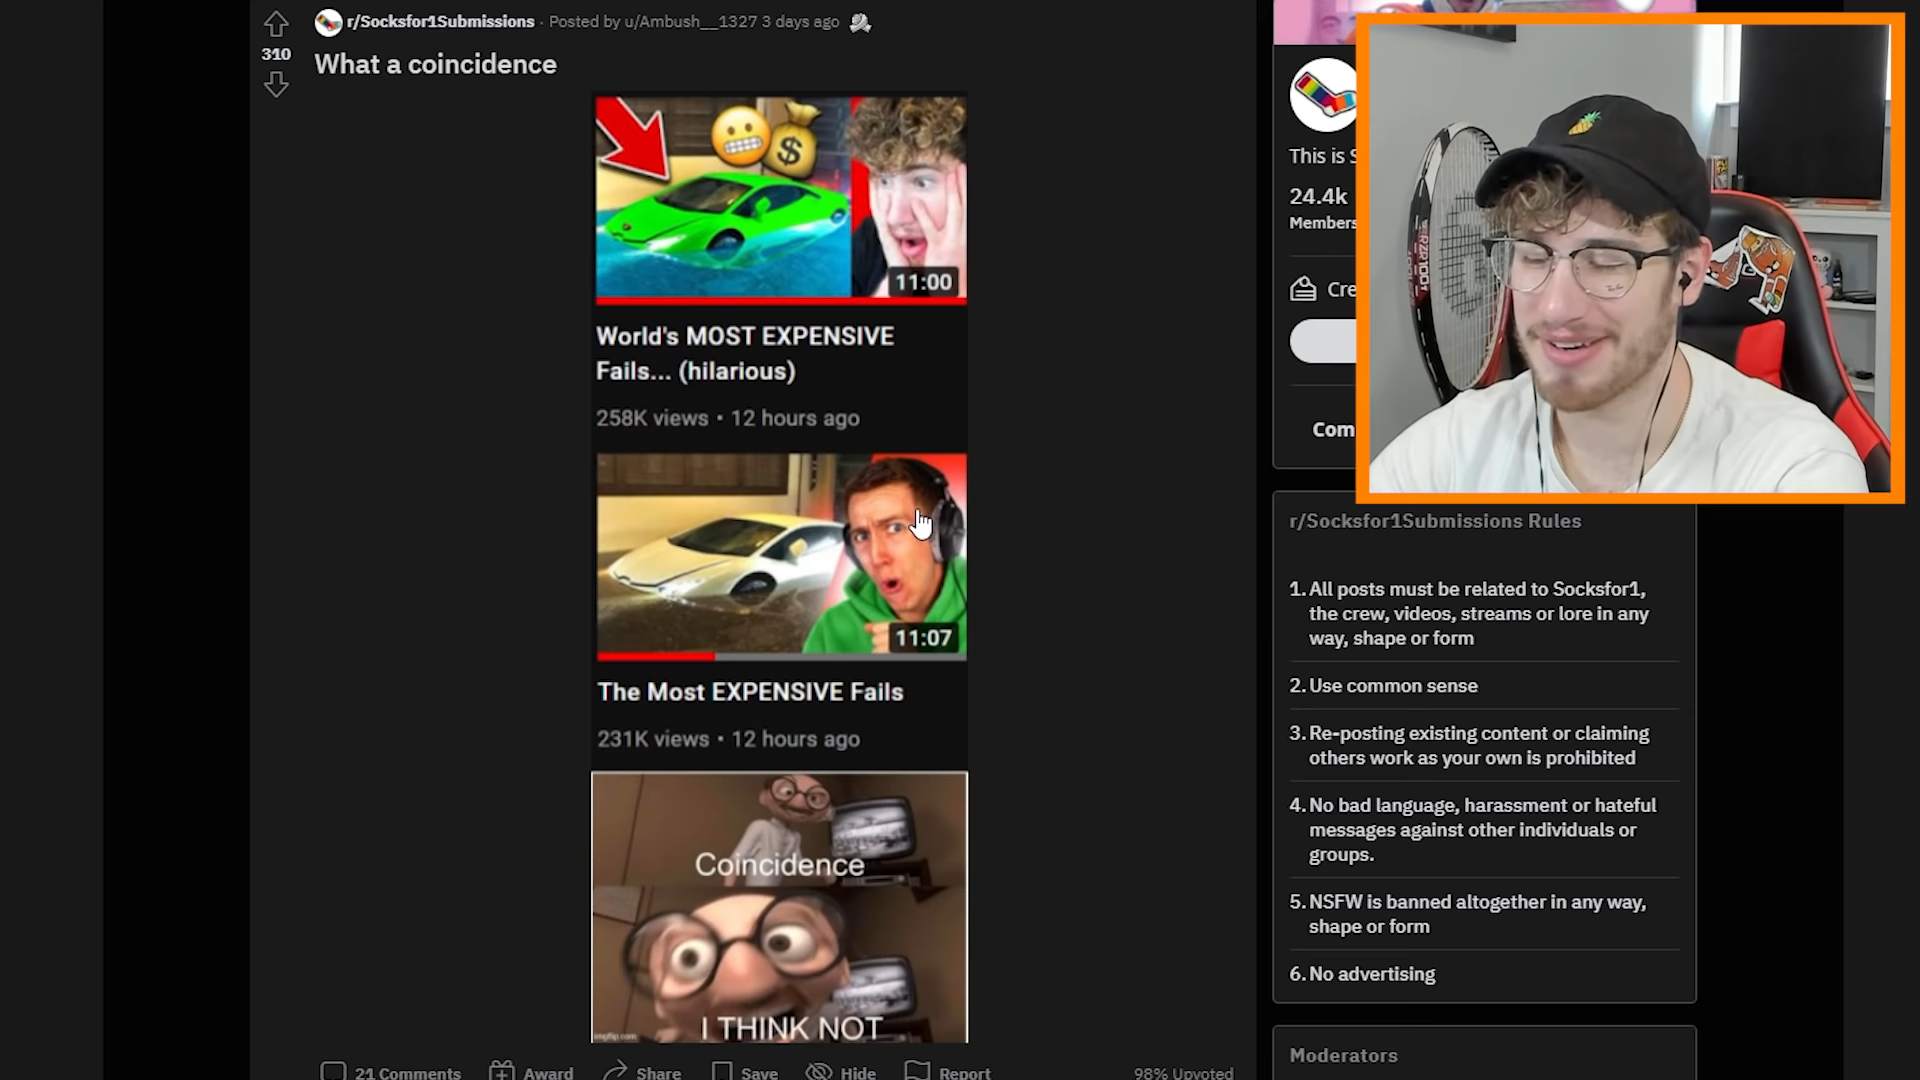 r/Socksfor1Submissions · Posted by u/Ambush__1327 3 days ago
310
What a coincidence
$
11:00
World's MOST EXPENSIVE
Fails... (hilarious)
258K views • 12 hours ago
11:07
The Most EXPENSIVE Fails
231K views • 12 hours ago
Coincidence
I THINK NOT
imgflip.com
21 Comments
Award
Share
Save
Hide
Report
98% Upvoted
This is S
24.4k
Members
Cre
Com
r/Socksfor1Submissions Rules
1. All posts must be related to Socksfor1,
the crew, videos, streams or lore in any
way, shape or form
2. Use common sense
3. Re-posting existing content or claiming
others work as your own is prohibited
4. No bad language, harassment or hateful
messages against other individuals or
groups.
5. NSFW is banned altogether in any way,
shape or form
6. No advertising
Moderators